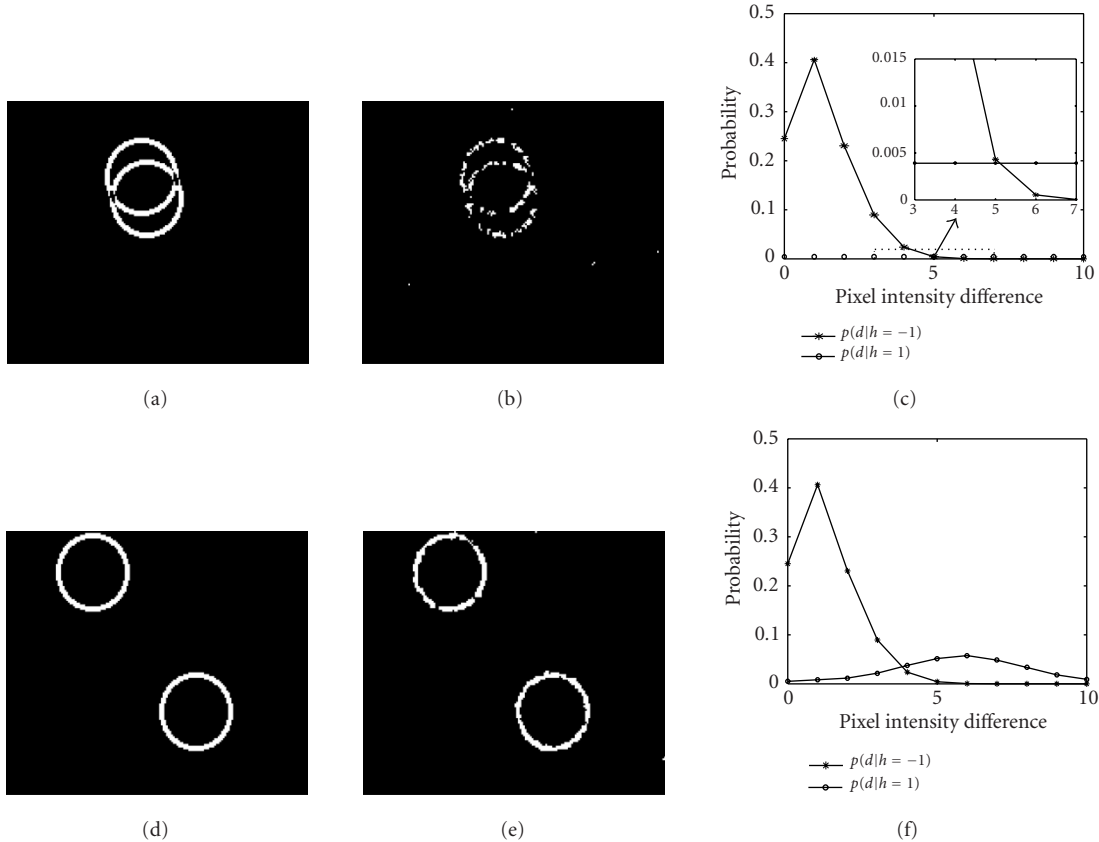 0.5
0.4
0.3
0.2
0.1
0
Probability
0.015
0.01
0.005
0
3 4 5 6 7
0 5 10
Pixel intensity difference
p(d|h = −1)
p(d|h = 1)
(a) (b) (c)
0.5
0.4
0.3
0.2
0.1
0
Probability
0 5 10
Pixel intensity difference
p(d|h = −1)
p(d|h = 1)
(d) (e) (f)